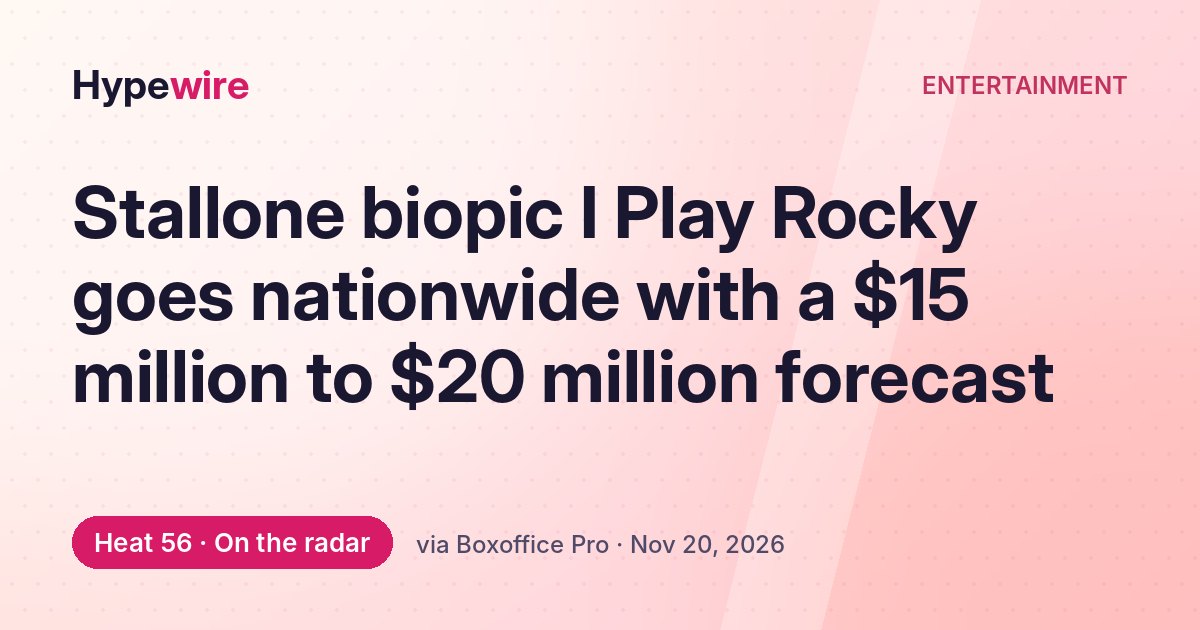 Hypewire
ENTERTAINMENT
Stallone biopic I Play Rocky
goes nationwide with a $15
million to $20 million forecast
Heat 56 · On the radar
via Boxoffice Pro · Nov 20, 2026